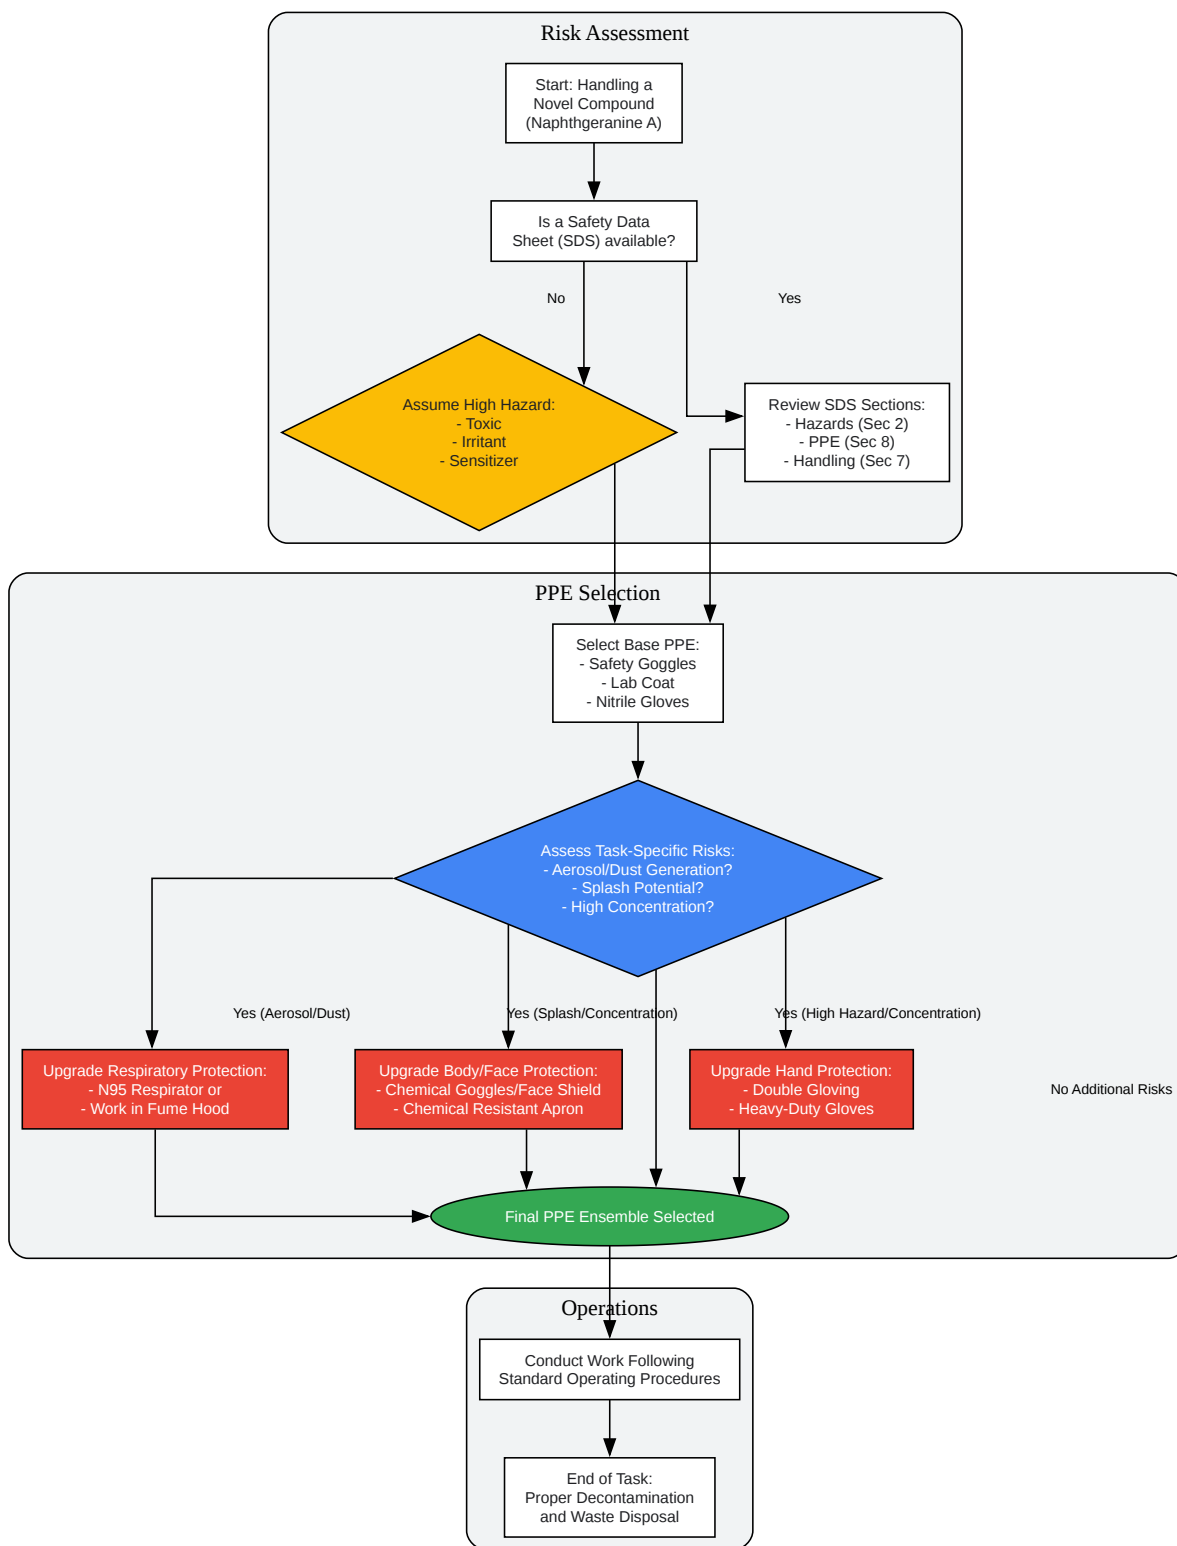 Risk Assessment
Start: Handling a
Novel Compound
(Naphthgeranine A)
Is a Safety Data
Sheet (SDS) available?
No
Yes
Assume High Hazard:
- Toxic
- Irritant
- Sensitizer
Review SDS Sections:
- Hazards (Sec 2)
- PPE (Sec 8)
- Handling (Sec 7)
PPE Selection
Select Base PPE:
- Safety Goggles
- Lab Coat
- Nitrile Gloves
Assess Task-Specific Risks:
- Aerosol/Dust Generation?
- Splash Potential?
- High Concentration?
Yes (Aerosol/Dust)
Yes (Splash/Concentration)
Yes (High Hazard/Concentration)
Upgrade Respiratory Protection:
- N95 Respirator or
- Work in Fume Hood
Upgrade Body/Face Protection:
- Chemical Goggles/Face Shield
- Chemical Resistant Apron
Upgrade Hand Protection:
- Double Gloving
- Heavy-Duty Gloves
No Additional Risks
Final PPE Ensemble Selected
Operations
Conduct Work Following
Standard Operating Procedures
End of Task:
Proper Decontamination
and Waste Disposal